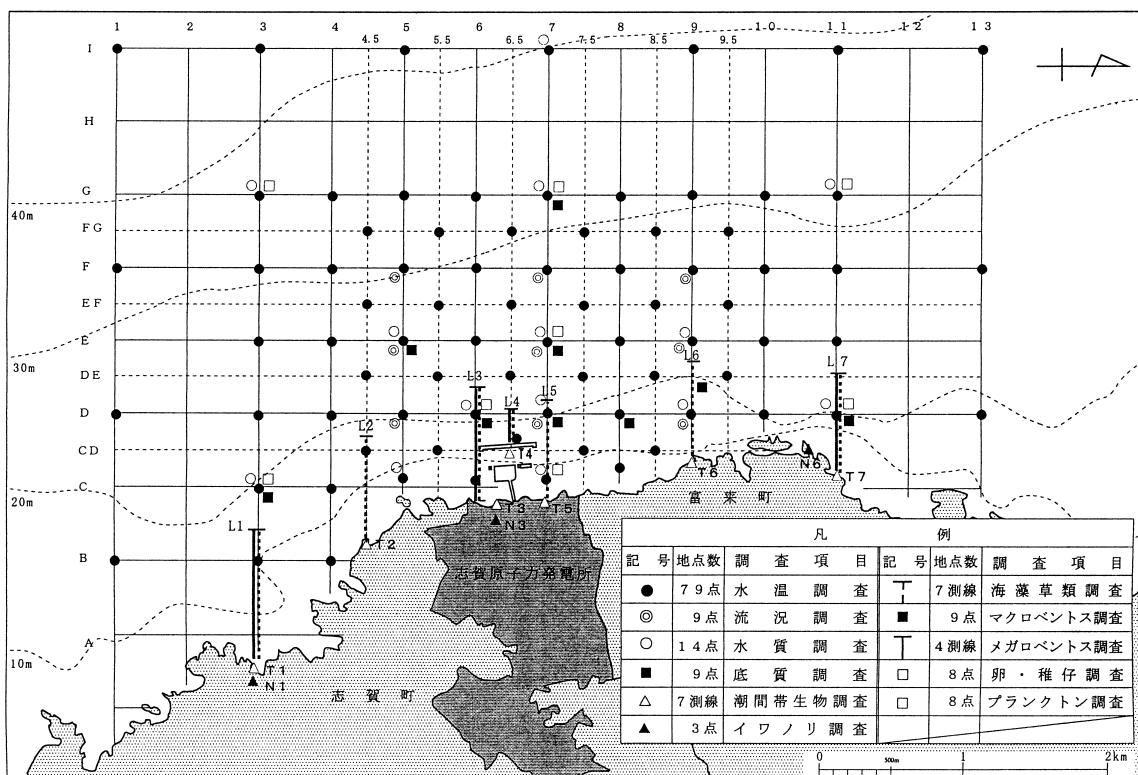 1 2 3 4 5 6 7 8 9 10 11 12 13
4.5 5.5 6.5 7.5 8.5 9.5
I
H
G
40m
FG
F
EF
E
30m
DE
L6
L7
L3
L5
L4
D
L2
CD
T4
T6
N6
T7
C
20m
富来町
L1
T3
T5
N3
T2
B
志賀原子力発電所
A
10m
T1
N1
志賀町
凡例
記号 地点数 調査項目 記号 地点数 調査項目
● 79点 水温調査 7測線 海藻草類調査
◎ 9点 流況調査 ■ 9点 マクロベントス調査
○ 14点 水質調査 4測線 メガロベントス調査
■ 9点 底質調査 □ 8点 卵・稚仔調査
△ 7測線 潮間帯生物調査 □ 8点 プランクトン調査
▲ 3点 イワノリ調査
0 500m 1 2km